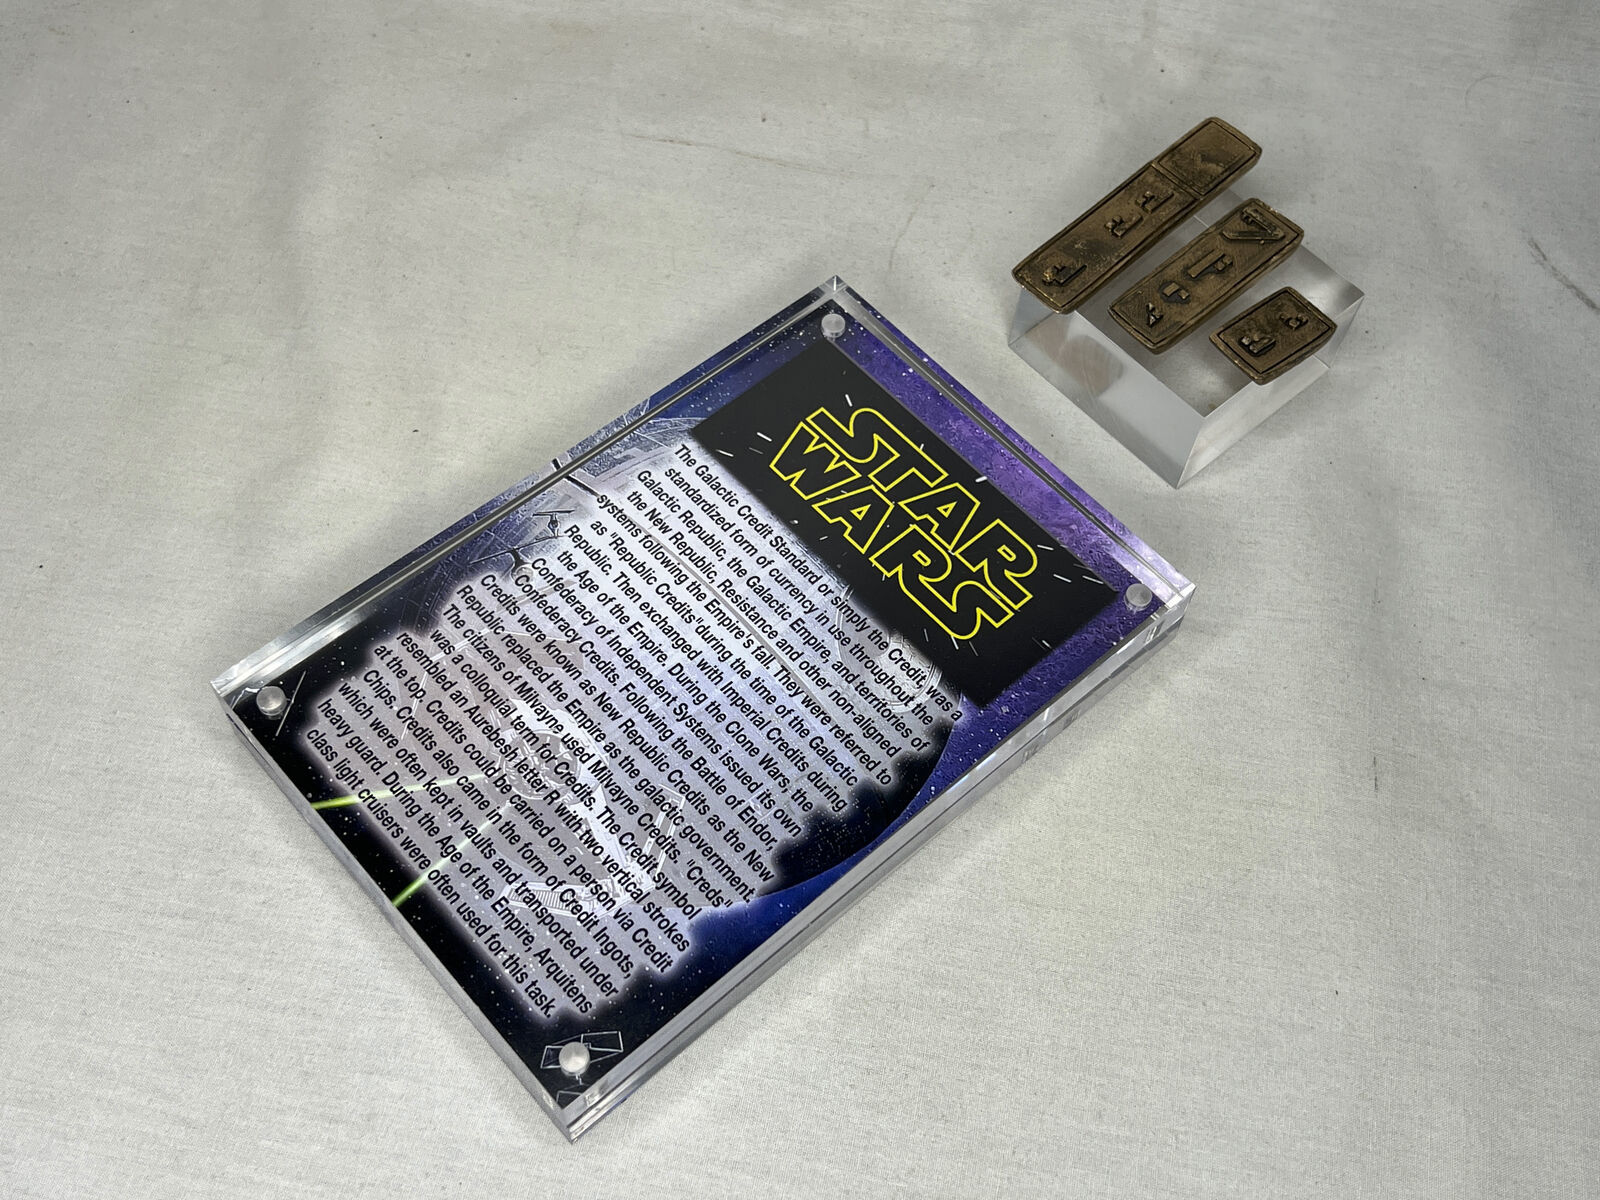 STAR
WARS
The Galactic Credit Standard or simply the Credit, was a
standardized form of currency in use throughout the
Galactic Republic, the Galactic Empire, and territories of
the New Republic, Resistance and other non-aligned
systems following the Empire's fall. They were referred to
as "Republic Credits"during the time of the Galactic
Republic. Then exchanged with Imperial Credits during
the Age of the Empire. During the Clone Wars, the
Confederacy of Independent Systems issued its own
Confederacy Credits. Following the Battle of Endor,
Credits were known as New Republic Credits as the New
Republic replaced the Empire as the galactic government.
The citizens of Milvayne used Milvayne Credits. "Creds"
was a colloquial term for Credits. The Credit symbol
resembled an Aurebesh letter R with two vertical strokes
at the top. Credits could be carried on a person via Credit
Chips. Credits also came in the form of Credit Ingots,
which were often kept in vaults and transported under
heavy guard. During the Age of the Empire, Arquitens
class light cruisers were often used for this task.